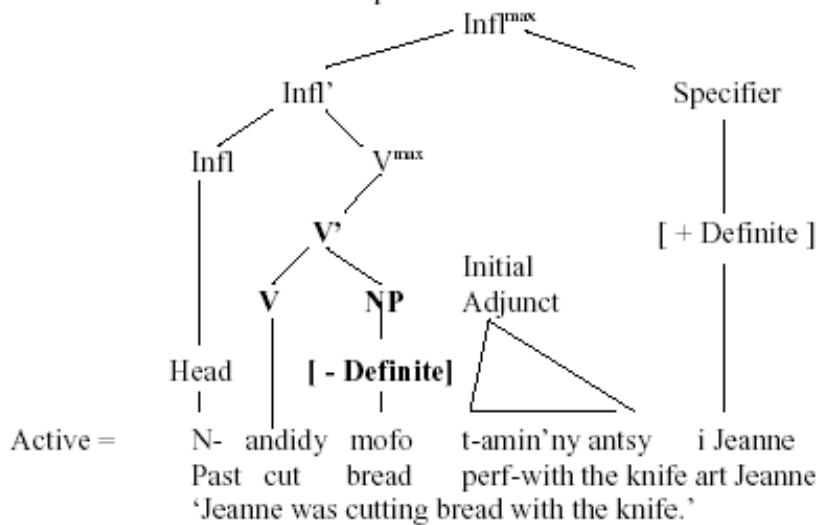 Infl^max
Infl’ Specifier
Infl V^max
V’ [ + Definite ]
Initial
V NP Adjunct
Head [ - Definite]
Active = N- andidy mofo t-amin’ny antsy i Jeanne
Past cut bread perf-with the knife art Jeanne
‘Jeanne was cutting bread with the knife.’